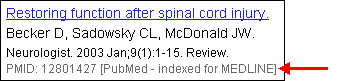 Restoring function after spinal cord injury.
Becker D, Sadowsky CL, McDonald JW.
Neurologist. 2003 Jan;9(1):1-15. Review.
PMID: 12801427 [PubMed - indexed for MEDLINE]